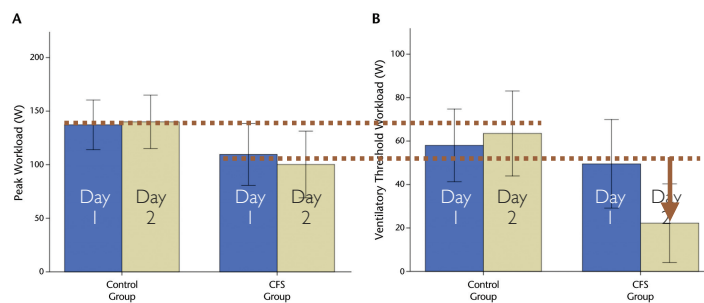 A
Peak Workload (W)
200
150
100
50
0
Day
1
Day
2
Day
1
Day
2
Control
Group
CFS
Group
B
Ventilatory Threshold Workload (W)
100
80
60
40
20
0
Day
1
Day
2
Day
1
Day
2
Control
Group
CFS
Group